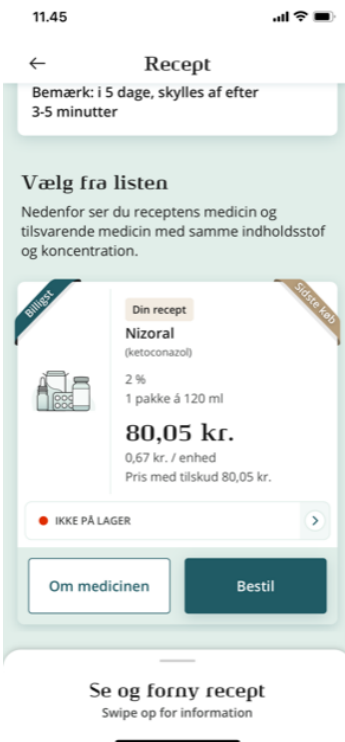 11.45
Recept
Bemærk: i 5 dage, skylles af efter
3-5 minutter
Vælg fra listen
Nedenfor ser du receptens medicin og
tilsvarende medicin med samme indholdsstof
og koncentration.
Billigst
Sidste køb
Din recept
Nizoral
(ketoconazol)
2 %
1 pakke á 120 ml
80,05 kr.
0,67 kr. / enhed
Pris med tilskud 80,05 kr.
IKKE PÅ LAGER
Om medicinen
Bestil
Se og forny recept
Swipe op for information